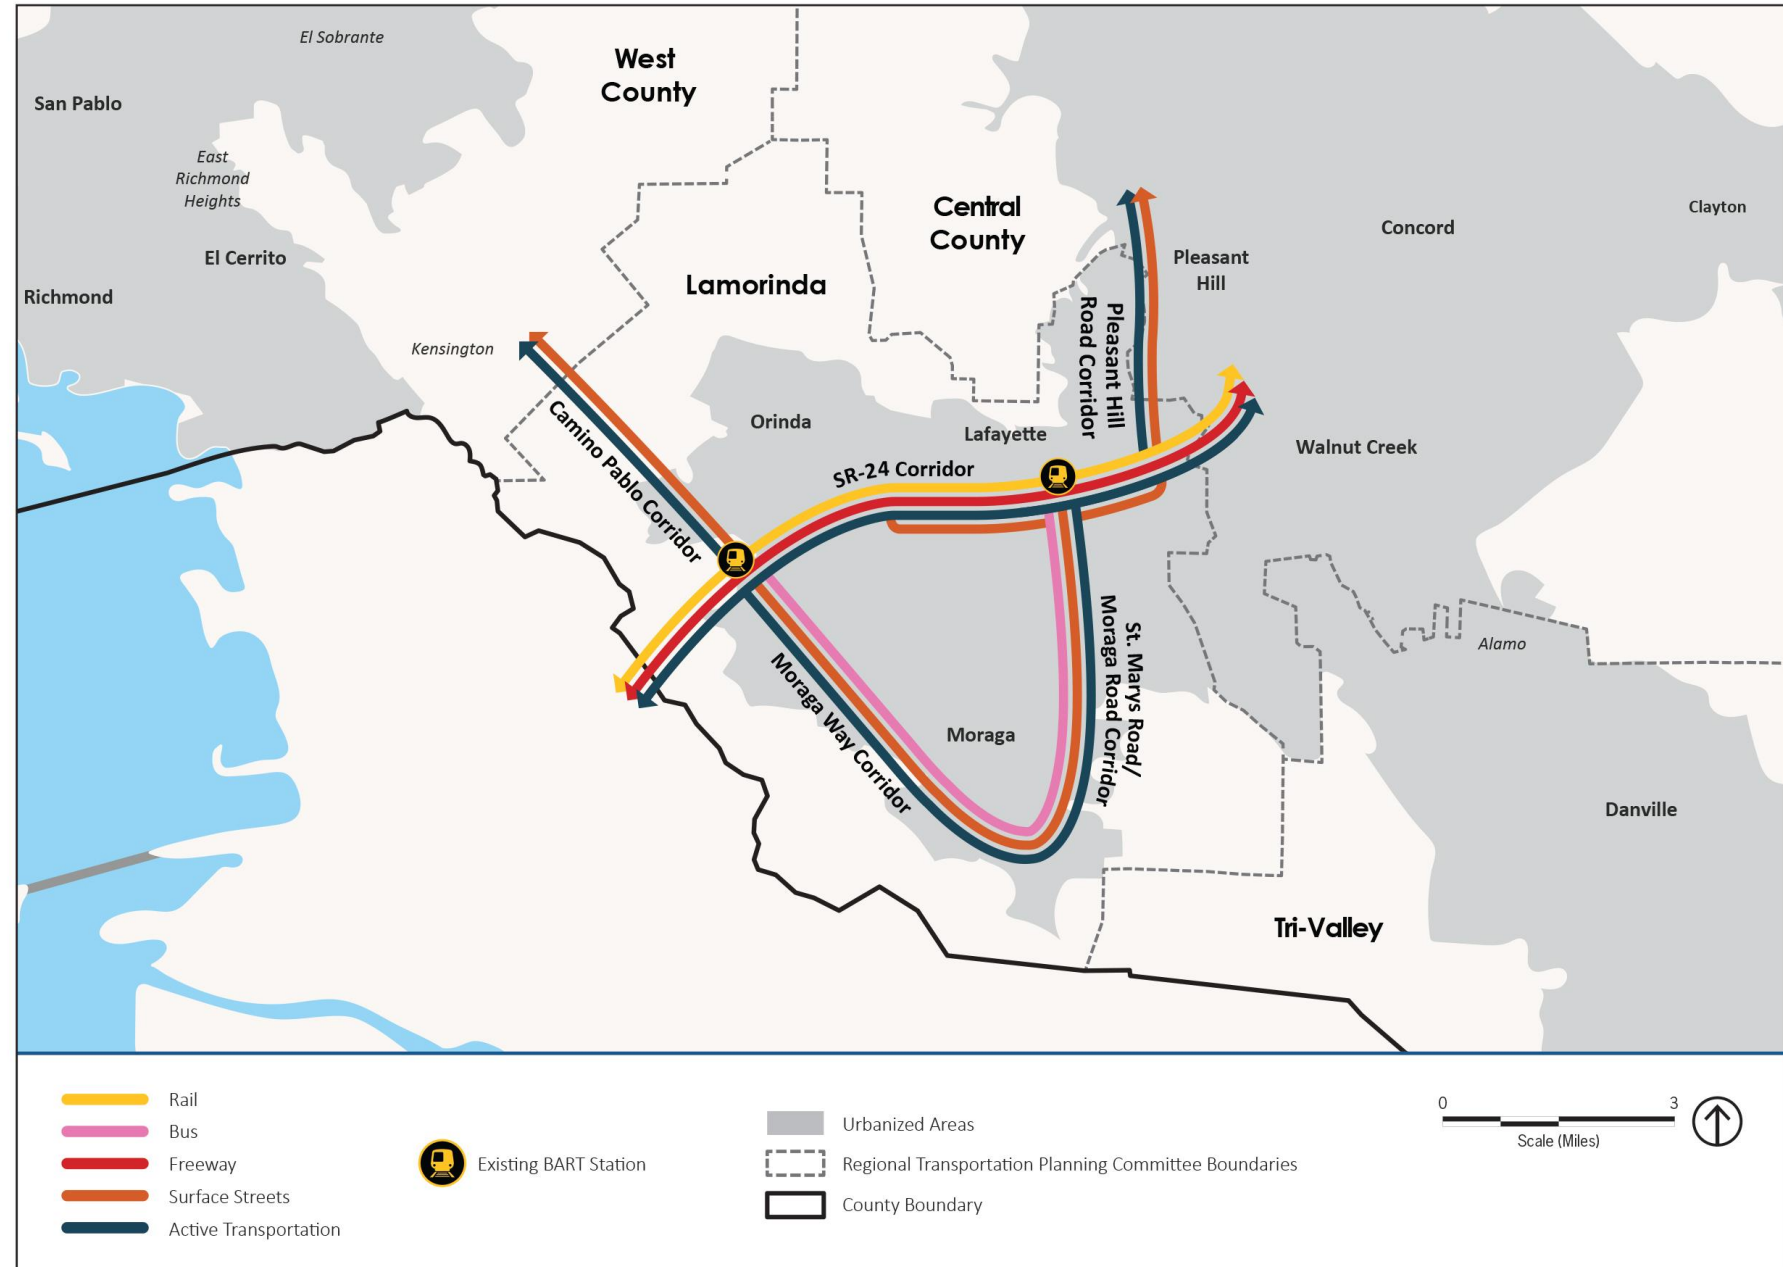 El Sobrante
West
County
San Pablo
East
Richmond
Heights
Central
County
Clayton
Concord
El Cerrito
Pleasant
Hill
Lamorinda
Richmond
Pleasant Hill
Road Corridor
Kensington
Camino Pablo Corridor
Orinda
Lafayette
Walnut Creek
SR-24 Corridor
St. Marys Road/
Moraga Road Corridor
Alamo
Moraga Way Corridor
Moraga
Danville
Tri-Valley
Rail
Bus
Freeway
Surface Streets
Active Transportation
Existing BART Station
Urbanized Areas
Regional Transportation Planning Committee Boundaries
County Boundary
0 3
Scale (Miles)